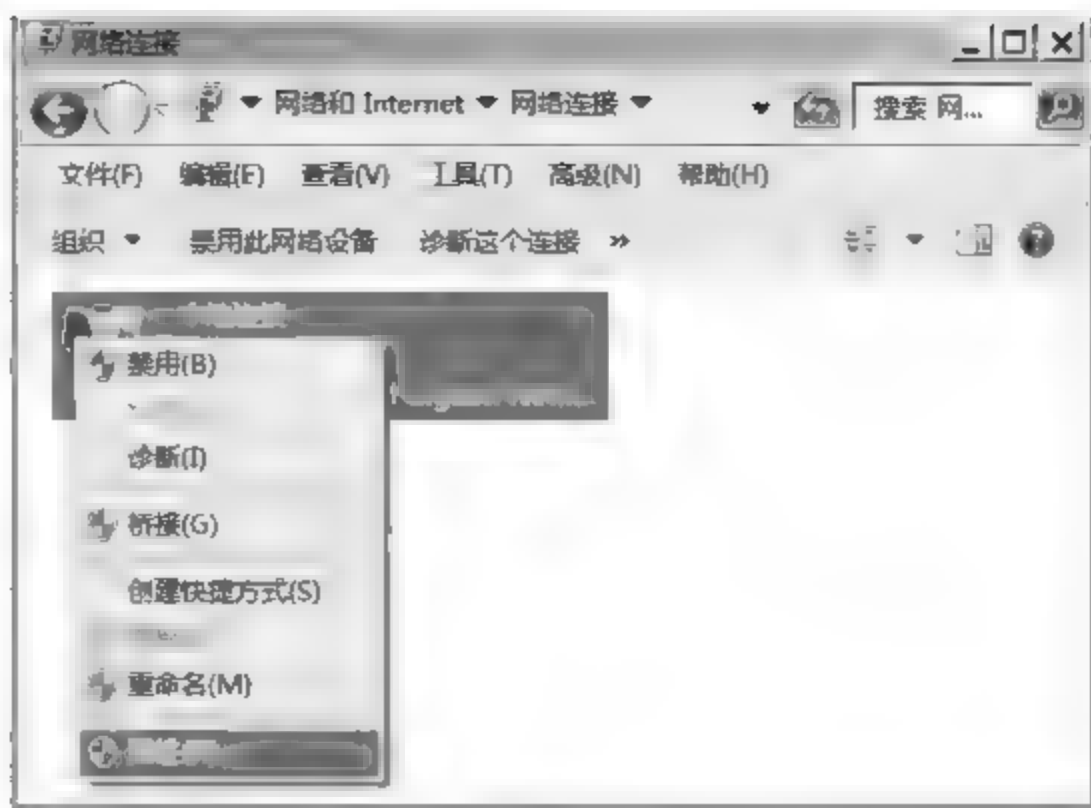 网络连接
网络和 Internet 网络连接 搜索 网...
文件(F) 编辑(E) 查看(V) 工具(T) 高级(N) 帮助(H)
组织 禁用此网络设备 诊断这个连接 »
禁用(B)
诊断(I)
桥接(G)
创建快捷方式(S)
重命名(M)